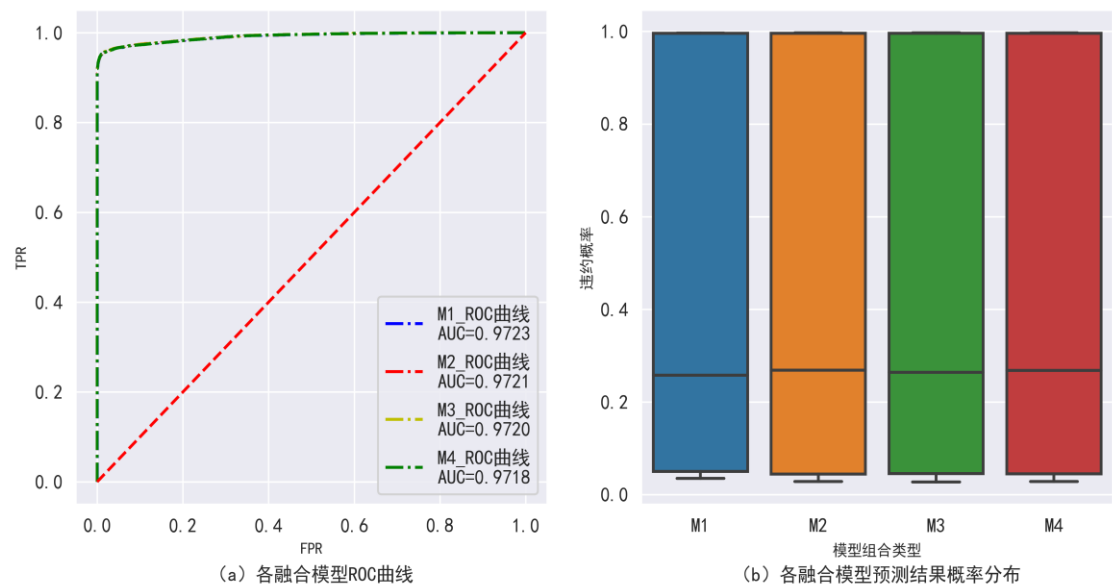 1.0
0.8
0.6
0.4
0.2
0.0
TPR
0.0 0.2 0.4 0.6 0.8 1.0
FPR
M1_ROC曲线
AUC=0.9723
M2_ROC曲线
AUC=0.9721
M3_ROC曲线
AUC=0.9720
M4_ROC曲线
AUC=0.9718
(a) 各融合模型ROC曲线
1.0
0.8
0.6
0.4
0.2
0.0
违约概率
M1 M2 M3 M4
模型组合类型
(b) 各融合模型预测结果概率分布